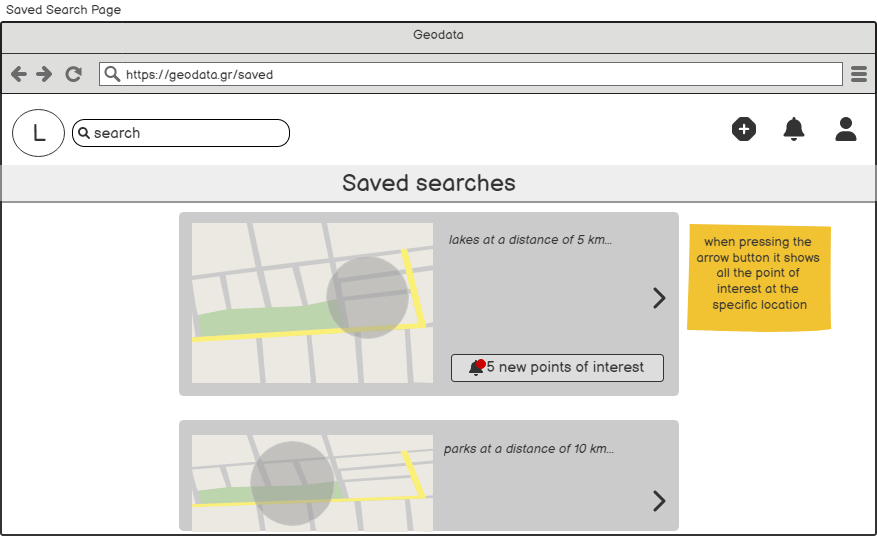 Saved Search Page
Geodata
https://geodata.gr/saved
L
search
Saved searches
lakes at a distance of 5 km...
5 new points of interest
when pressing the
arrow button it shows
all the point of
interest at the
specific location
parks at a distance of 10 km...